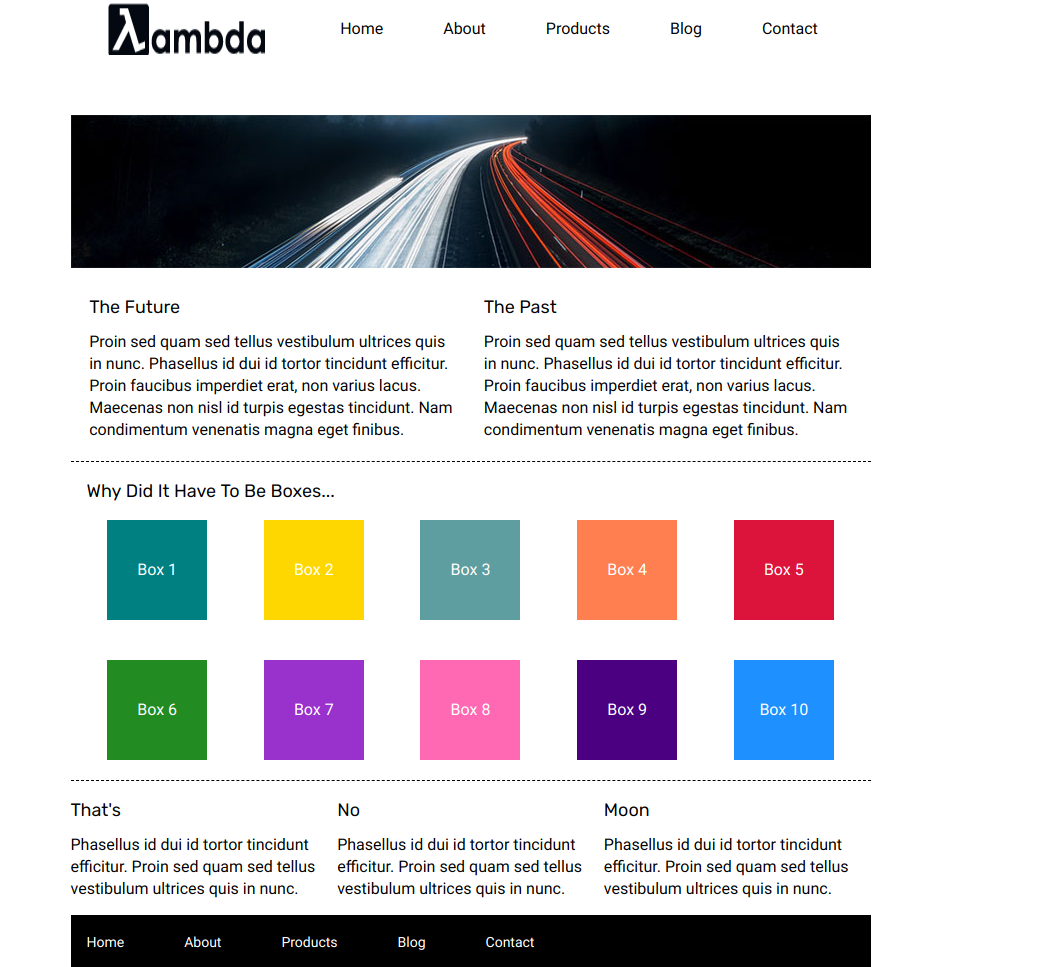 λambda
Home About Products Blog Contact
The Future
Proin sed quam sed tellus vestibulum ultrices quis
in nunc. Phasellus id dui id tortor tincidunt efficitur.
Proin faucibus imperdiet erat, non varius lacus.
Maecenas non nisl id turpis egestas tincidunt. Nam
condimentum venenatis magna eget finibus.
The Past
Proin sed quam sed tellus vestibulum ultrices quis
in nunc. Phasellus id dui id tortor tincidunt efficitur.
Proin faucibus imperdiet erat, non varius lacus.
Maecenas non nisl id turpis egestas tincidunt. Nam
condimentum venenatis magna eget finibus.
Why Did It Have To Be Boxes...
Box 1 Box 2 Box 3 Box 4 Box 5
Box 6 Box 7 Box 8 Box 9 Box 10
That's
Phasellus id dui id tortor tincidunt
efficitur. Proin sed quam sed tellus
vestibulum ultrices quis in nunc.
No
Phasellus id dui id tortor tincidunt
efficitur. Proin sed quam sed tellus
vestibulum ultrices quis in nunc.
Moon
Phasellus id dui id tortor tincidunt
efficitur. Proin sed quam sed tellus
vestibulum ultrices quis in nunc.
Home About Products Blog Contact